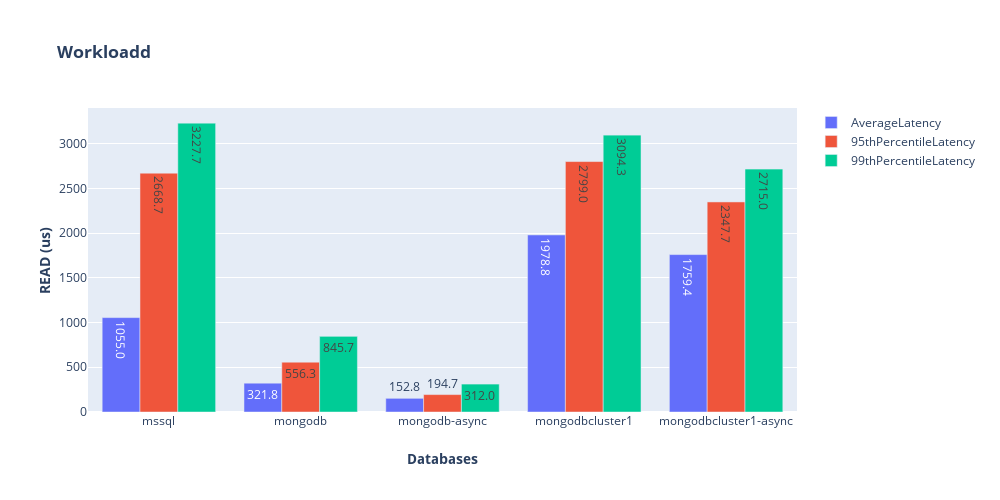 Workloadd
AverageLatency
95thPercentileLatency
99thPercentileLatency
READ (us)
3000
2500
2000
1500
1000
500
0
1055.0
2668.7
3227.7
321.8
556.3
845.7
152.8
194.7
312.0
1978.8
2799.0
3094.3
1759.4
2347.7
2715.0
mssql
mongodb
mongodb-async
mongodbcluster1
mongodbcluster1-async
Databases